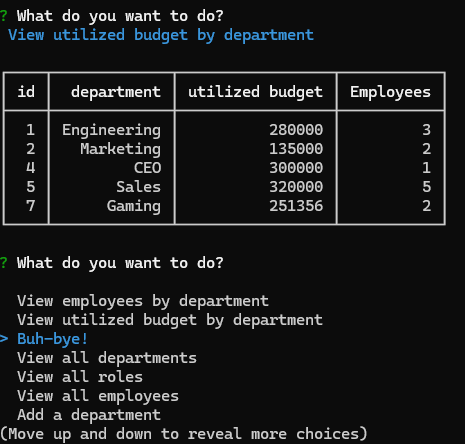 ? What do you want to do?
View utilized budget by department
id department utilized budget Employees
1 Engineering 280000 3
2 Marketing 135000 2
4 CEO 300000 1
5 Sales 320000 5
7 Gaming 251356 2
? What do you want to do?
View employees by department
View utilized budget by department
> Buh-bye!
View all departments
View all roles
View all employees
Add a department
(Move up and down to reveal more choices)